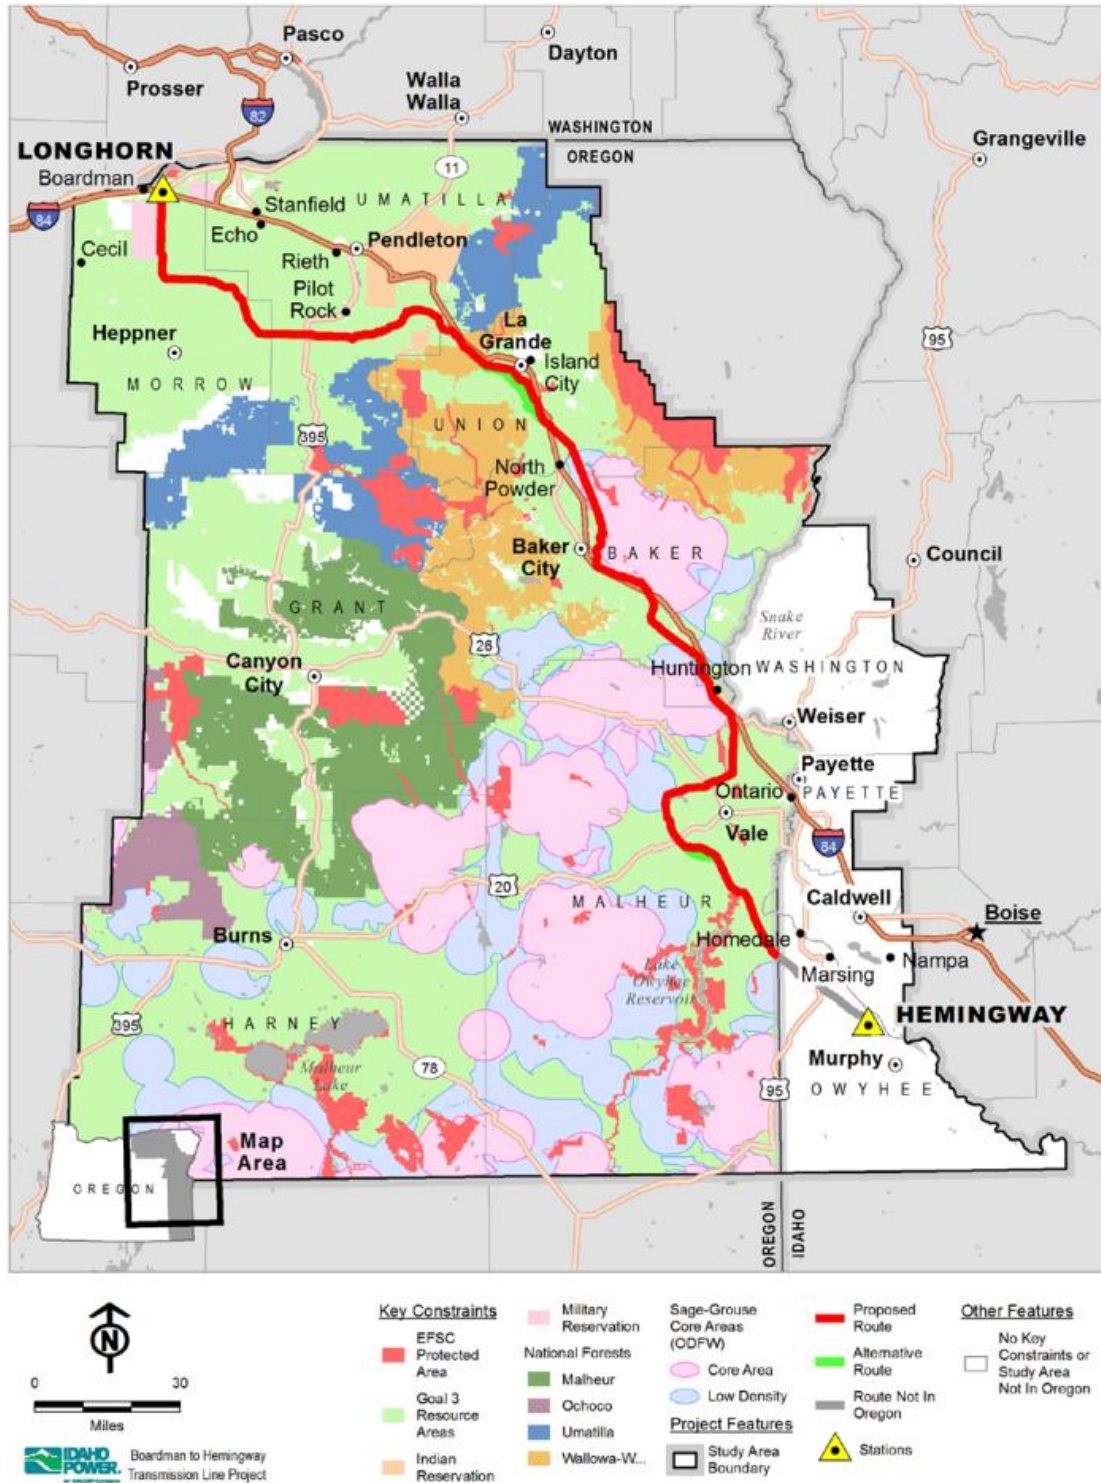 Pasco
Dayton
Prosser
Walla
Walla
82
WASHINGTON
OREGON
Grangeville
LONGHORN
Boardman
11
UMATILLA
84
Stanfield
Echo
Cecil
Pendleton
Rieth
Pilot
Rock
La
Grande
Island
City
95
Heppner
MORROW
UNION
395
North
Powder
Baker
City
BAKER
Council
GRANT
Snake
River
26
Canyon
City
Huntington
WASHINGTON
Weiser
Payette
Ontario
PAYETTE
Vale
84
20
MALHEUR
Caldwell
Boise
Burns
Homedale
Marsing
Nampa
Lake
Owyhee
Reservoir
HEMINGWAY
395
HARNEY
Malheur
Lake
78
Murphy
95
OWYHEE
Map
Area
OREGON
OREGON
IDAHO
N
0 30
Miles
IDAHO
POWER.
Boardman to Hemingway
Transmission Line Project
Key Constraints
EFSC
Protected
Area
Goal 3
Resource
Areas
Indian
Reservation
Military
Reservation
National Forests
Malheur
Ochoco
Umatilla
Wallowa-W...
Sage-Grouse
Core Areas
(ODFW)
Core Area
Low Density
Project Features
Study Area
Boundary
Proposed
Route
Alternative
Route
Route Not In
Oregon
Stations
Other Features
No Key
Constraints or
Study Area
Not In Oregon